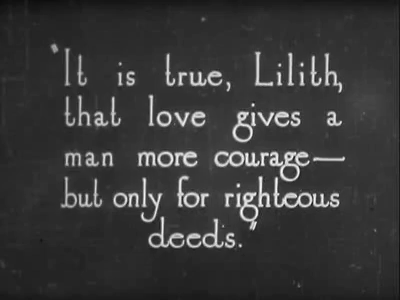 "It is true, Lilith,
that love gives a
man more courage—
but only for righteous
deeds."